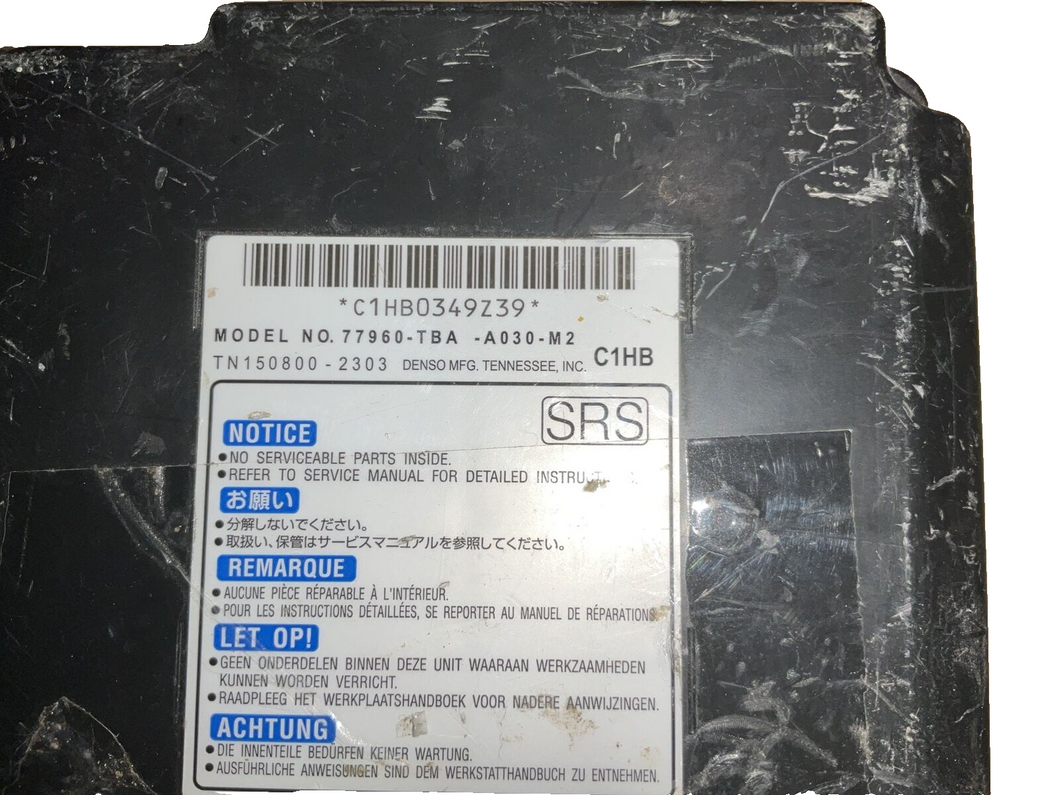 *C1HB0349Z39*
MODEL NO. 77960-TBA -A030-M2
TN150800-2303 DENSO MFG. TENNESSEE, INC. C1HB
SRS
NOTICE
●NO SERVICEABLE PARTS INSIDE.
●REFER TO SERVICE MANUAL FOR DETAILED
お願い
●分解しないでください。
●取扱い、保管はサービスマニュアルを参照してください。
REMARQUE
●AUCUNE PIÈCE RÉPARABLE À L'INTÉRIEUR.
●POUR LES INSTRUCTIONS DÉTAILLÉES, SE REPORTER AU MANUEL DE RÉPARATIONS.
LET OP!
●GEEN ONDERDELEN BINNEN DEZE UNIT WAARAAN WERKZAAMHEDEN
KUNNEN WORDEN VERRICHT.
●RAADPLEEG HET WERKPLAATSHANDBOEK VOOR NADERE AANWIJZINGEN.
ACHTUNG
●DIE INNENTEILE BEDÜRFEN KEINER WARTUNG.
●AUSFÜHRLICHE ANWEISUNGEN SIND DEM WERKSTATTHANDBUCH ZU ENTNEHMEN.